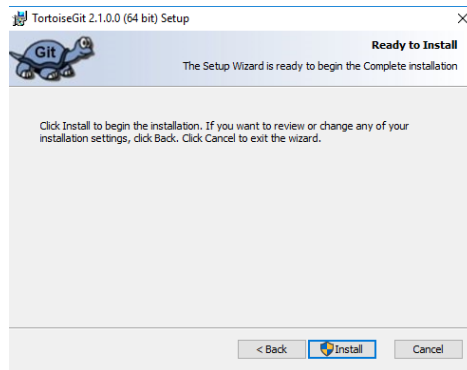 TortoiseGit 2.1.0.0 (64 bit) Setup
Git
Ready to Install
The Setup Wizard is ready to begin the Complete installation
Click Install to begin the installation. If you want to review or change any of your
installation settings, click Back. Click Cancel to exit the wizard.
< Back Install Cancel